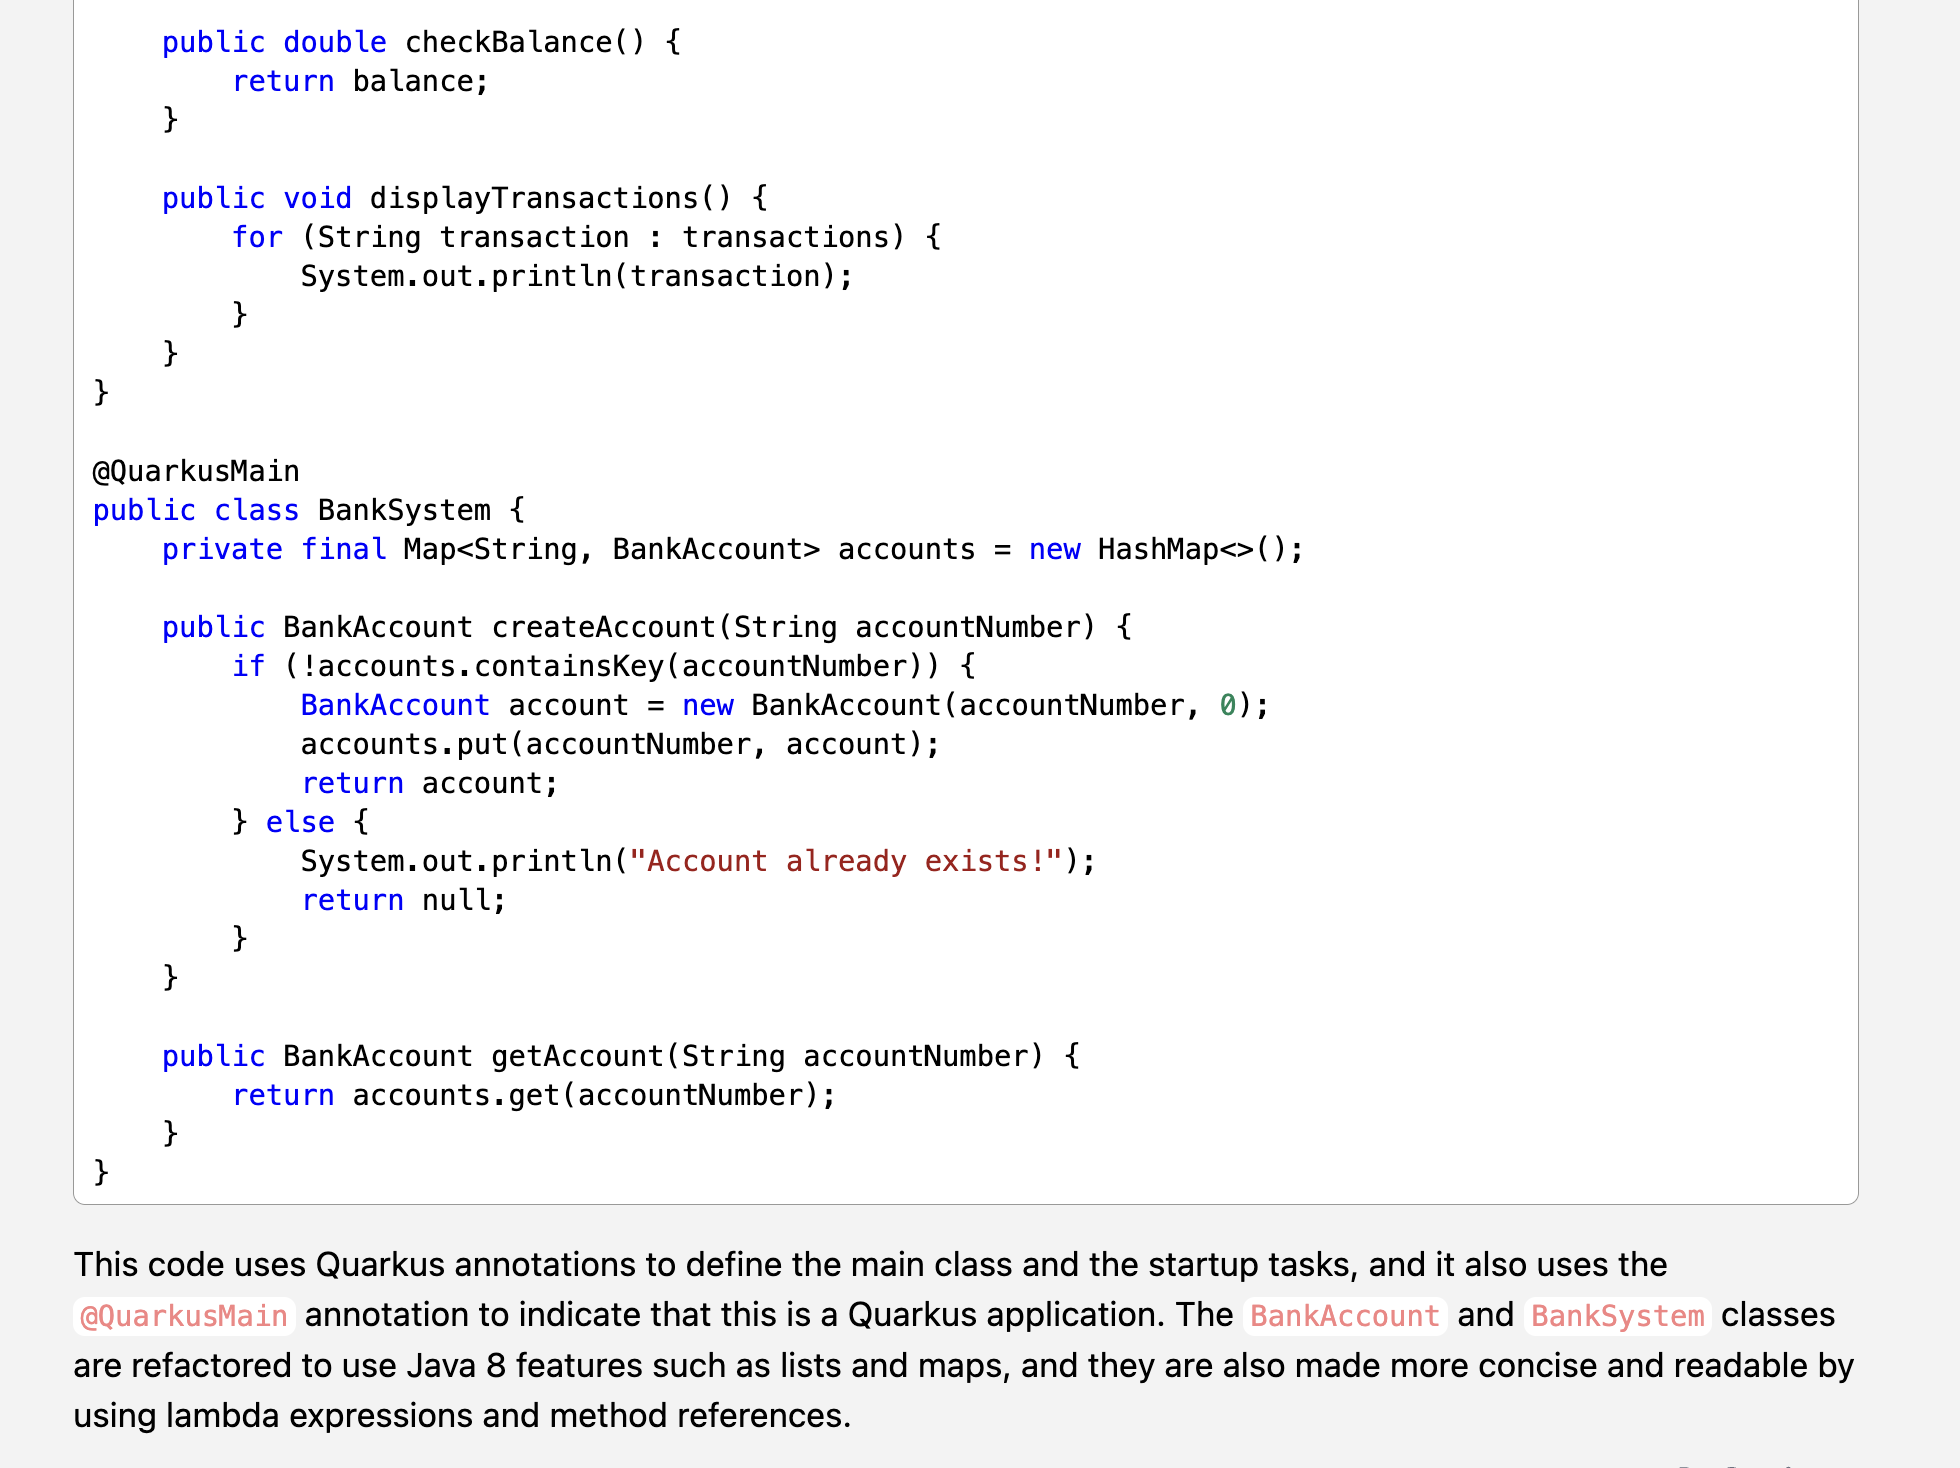 public double checkBalance() {
        return balance;
    }

    public void displayTransactions() {
        for (String transaction : transactions) {
            System.out.println(transaction);
        }
    }
}

@QuarkusMain
public class BankSystem {
    private final Map<String, BankAccount> accounts = new HashMap<>();

    public BankAccount createAccount(String accountNumber) {
        if (!accounts.containsKey(accountNumber)) {
            BankAccount account = new BankAccount(accountNumber, 0);
            accounts.put(accountNumber, account);
            return account;
        } else {
            System.out.println("Account already exists!");
            return null;
        }
    }

    public BankAccount getAccount(String accountNumber) {
        return accounts.get(accountNumber);
    }
}
This code uses Quarkus annotations to define the main class and the startup tasks, and it also uses the
@QuarkusMain annotation to indicate that this is a Quarkus application. The BankAccount and BankSystem classes
are refactored to use Java 8 features such as lists and maps, and they are also made more concise and readable by
using lambda expressions and method references.